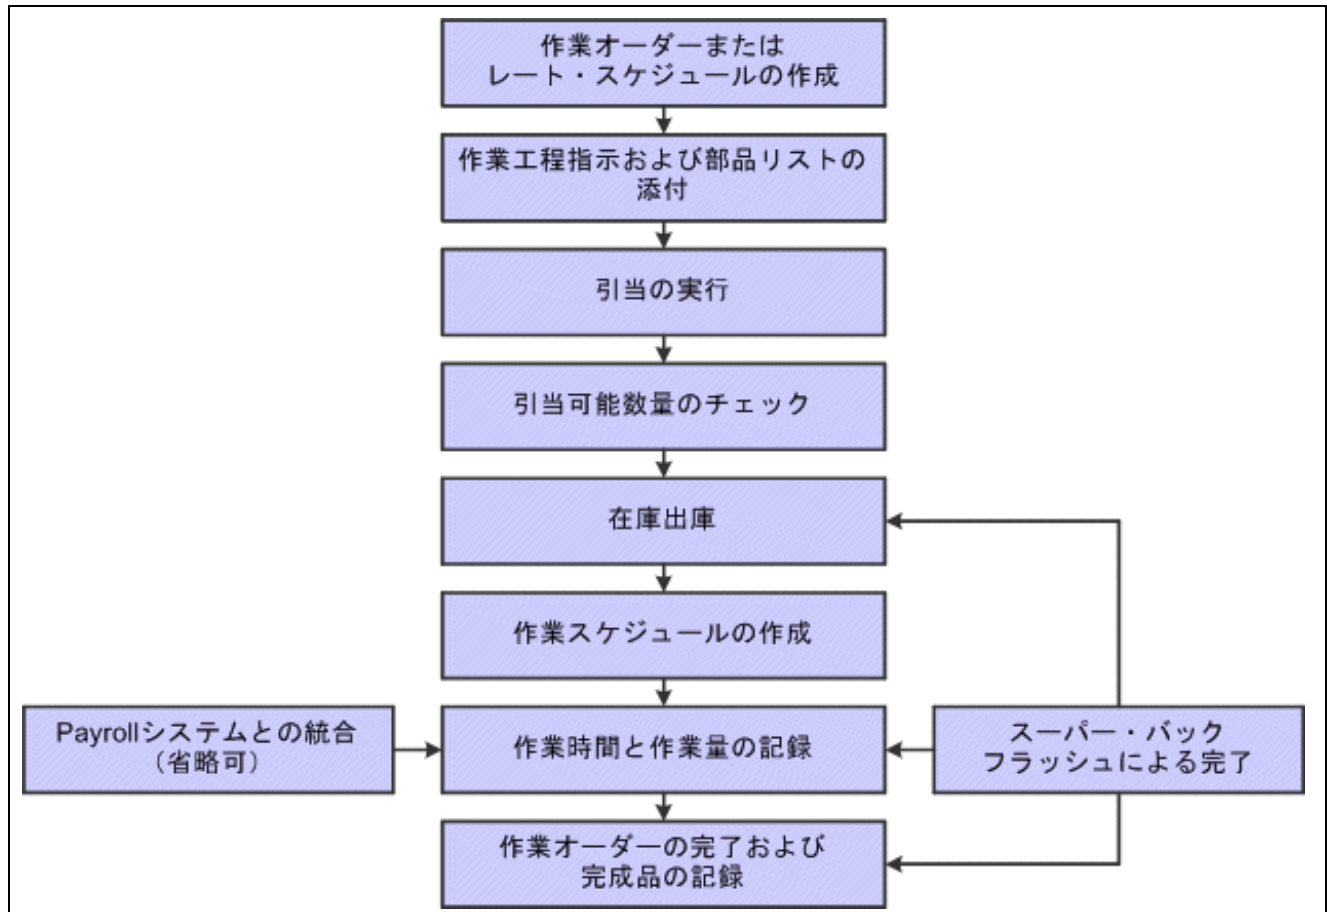 作業オーダーまたは
レート・スケジュールの作成
作業工程指示および部品リストの
添付
引当の実行
引当可能数量のチェック
在庫出庫
作業スケジュールの作成
Payrollシステムとの統合
（省略可）
作業時間と作業量の記録
スーパー・バック
フラッシュによる完了
作業オーダーの完了および
完成品の記録